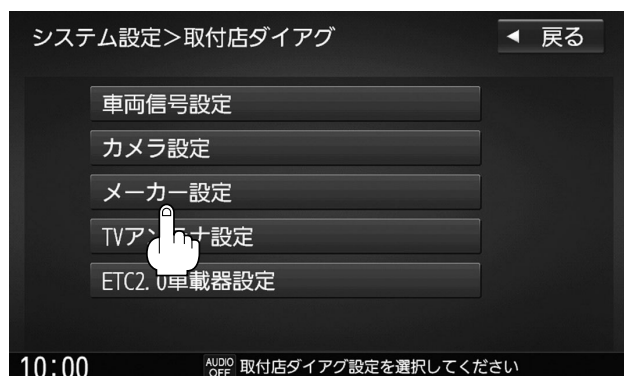 システム設定>取付店ダイアグ
◀ 戻る
車両信号設定
カメラ設定
メーカー設定
TVアンテナ設定
ETC2.0車載器設定
10:00 AUDIO OFF 取付店ダイアグ設定を選択してください